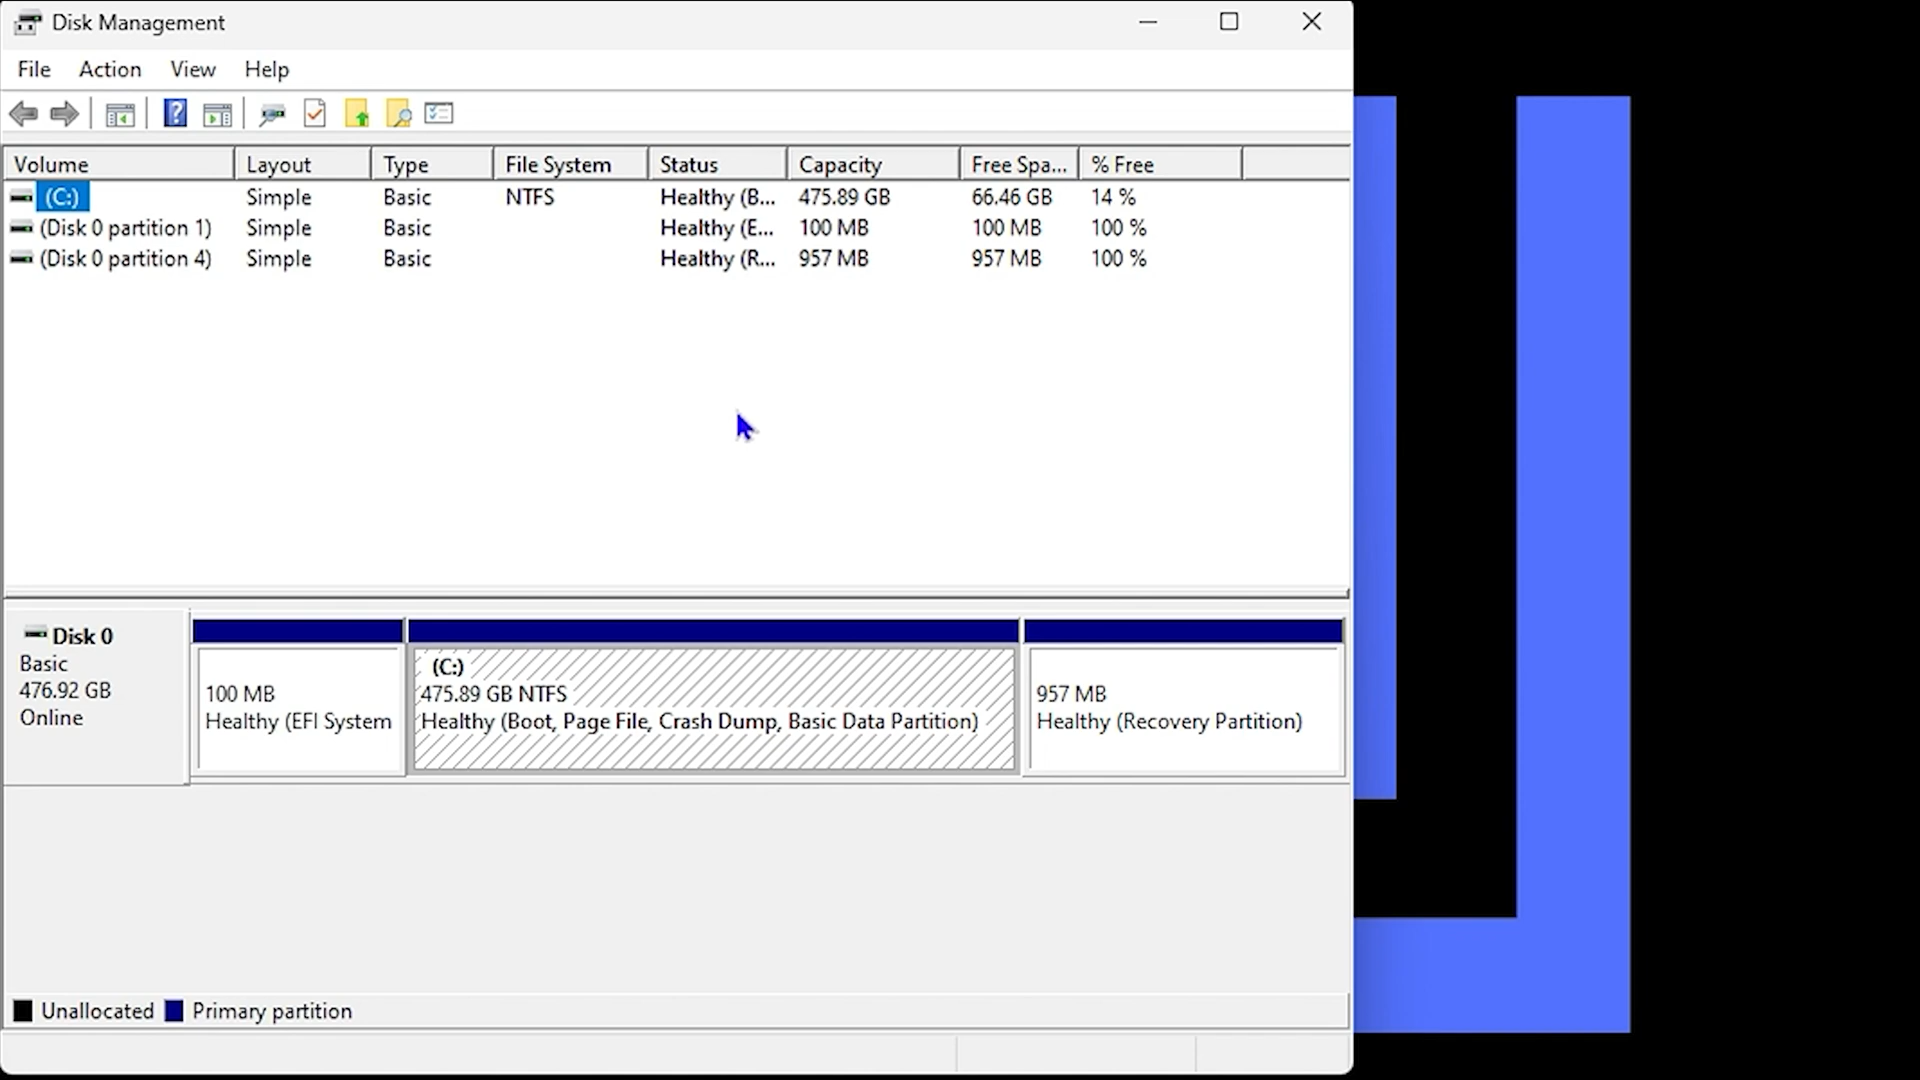 Disk Management
File Action View Help
Volume Layout Type File System Status Capacity Free Spa... % Free
(C:) Simple Basic NTFS Healthy (B... 475.89 GB 66.46 GB 14 %
(Disk 0 partition 1) Simple Basic Healthy (E... 100 MB 100 MB 100 %
(Disk 0 partition 4) Simple Basic Healthy (R... 957 MB 957 MB 100 %
Disk 0
Basic
476.92 GB
Online
100 MB
Healthy (EFI System
(C:)
475.89 GB NTFS
Healthy (Boot, Page File, Crash Dump, Basic Data Partition)
957 MB
Healthy (Recovery Partition)
Unallocated Primary partition